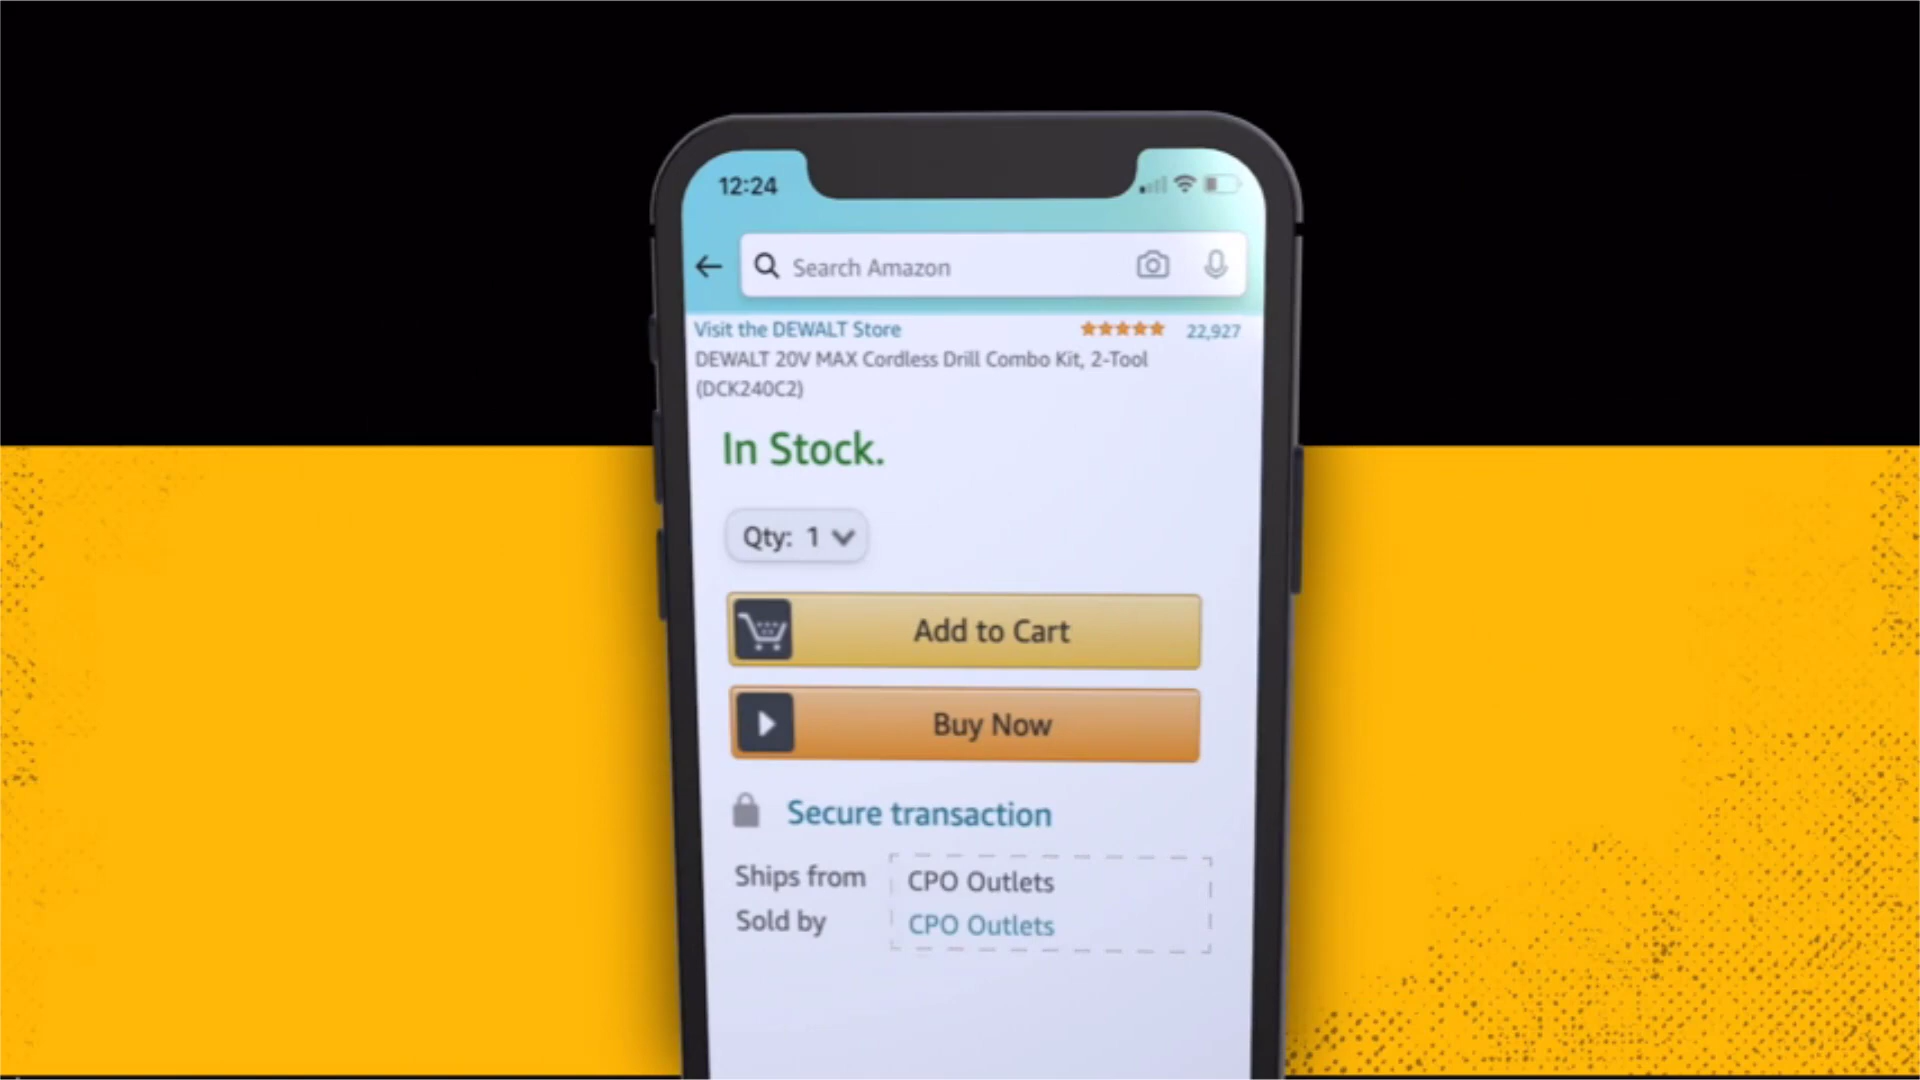 12:24
Search Amazon
Visit the DEWALT Store 22,927
DEWALT 20V MAX Cordless Drill Combo Kit, 2-Tool
(DCK240C2)
In Stock.
Qty: 1
Add to Cart
Buy Now
Secure transaction
Ships from CPO Outlets
Sold by CPO Outlets